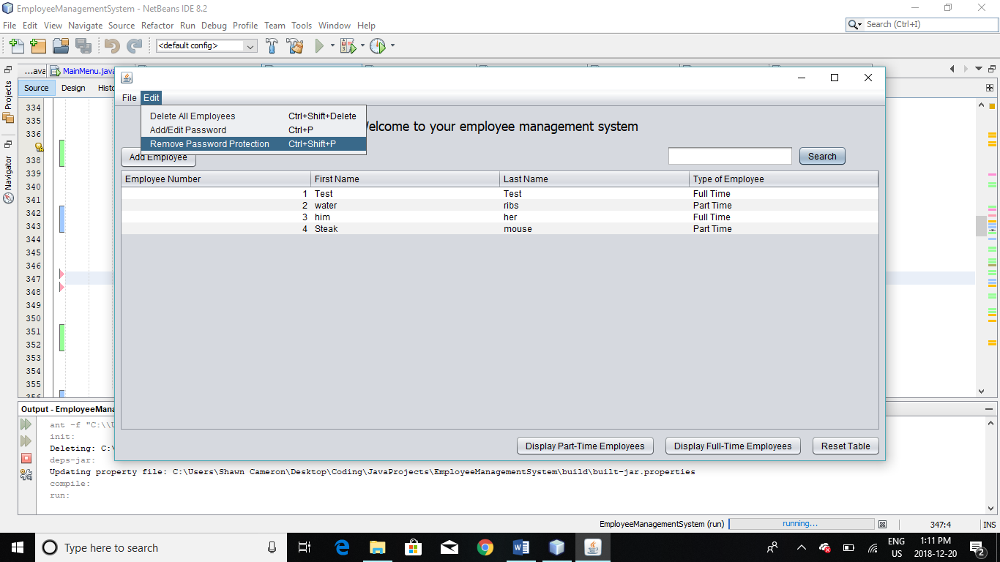 EmployeeManagementSystem - NetBeans IDE 8.2
File Edit View Navigate Source Refactor Run Debug Profile Team Tools Window Help
Search (Ctrl+I)
<default config>
...ava MainMenu.java
Source Design Histo
Projects
Navigator
334
335
336
338
339
340
341
342
343
344
345
346
347
348
349
350
351
352
354
355
File Edit
Delete All Employees Ctrl+Shift+Delete
Add/Edit Password Ctrl+P
Remove Password Protection Ctrl+Shift+P
elcome to your employee management system
Add Employee
Search
Employee Number First Name Last Name Type of Employee
1 Test Test Full Time
2 water ribs Part Time
3 him her Full Time
4 Steak mouse Part Time
Display Part-Time Employees Display Full-Time Employees Reset Table
Output - EmployeeMana
ant -f "C:\\U
init:
Deleting: C:\
deps-jar:
Updating property file: C:\Users\Shawn Cameron\Desktop\Coding\JavaProjects\EmployeeManagementSystem\build\built-jar.properties
compile:
run:
EmployeeManagementSystem (run) running... 347:4 INS
Type here to search
ENG
US
1:11 PM
2018-12-20
2